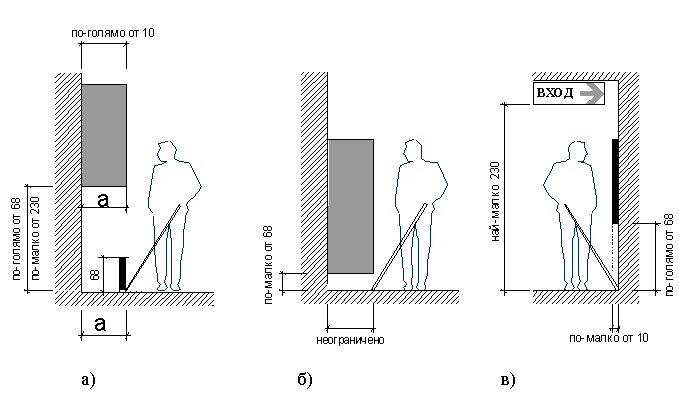 по-голямо от 10
по-голямо от 68
по-малко от 230
а
68
а
а)
по-малко от 68
неограничено
б)
ВХОД
най-малко 230
по-голямо от 68
по-малко от 10
в)